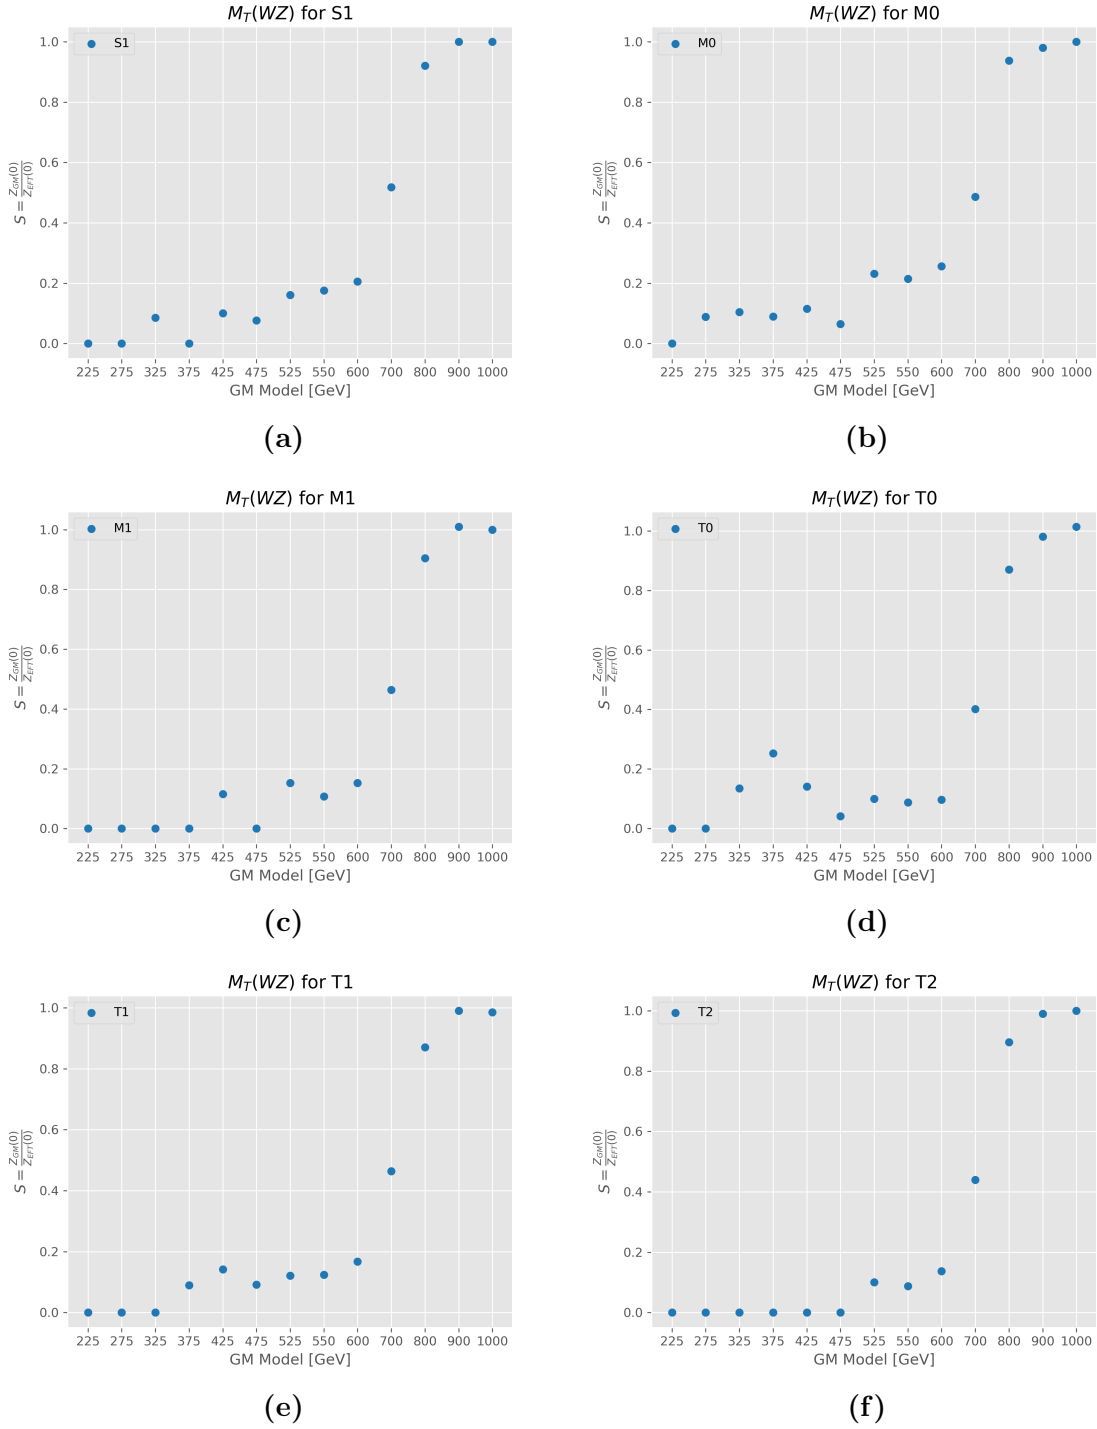 M_T(WZ) for S1
S1
1.0
0.8
0.6
0.4
0.2
0.0
S = Z_GM(0) / Z_EFT(0)
225 275 325 375 425 475 525 550 600 700 800 900 1000
GM Model [GeV]
(a)
M_T(WZ) for M0
M0
1.0
0.8
0.6
0.4
0.2
0.0
S = Z_GM(0) / Z_EFT(0)
225 275 325 375 425 475 525 550 600 700 800 900 1000
GM Model [GeV]
(b)
M_T(WZ) for M1
M1
1.0
0.8
0.6
0.4
0.2
0.0
S = Z_GM(0) / Z_EFT(0)
225 275 325 375 425 475 525 550 600 700 800 900 1000
GM Model [GeV]
(c)
M_T(WZ) for T0
T0
1.0
0.8
0.6
0.4
0.2
0.0
S = Z_GM(0) / Z_EFT(0)
225 275 325 375 425 475 525 550 600 700 800 900 1000
GM Model [GeV]
(d)
M_T(WZ) for T1
T1
1.0
0.8
0.6
0.4
0.2
0.0
S = Z_GM(0) / Z_EFT(0)
225 275 325 375 425 475 525 550 600 700 800 900 1000
GM Model [GeV]
(e)
M_T(WZ) for T2
T2
1.0
0.8
0.6
0.4
0.2
0.0
S = Z_GM(0) / Z_EFT(0)
225 275 325 375 425 475 525 550 600 700 800 900 1000
GM Model [GeV]
(f)